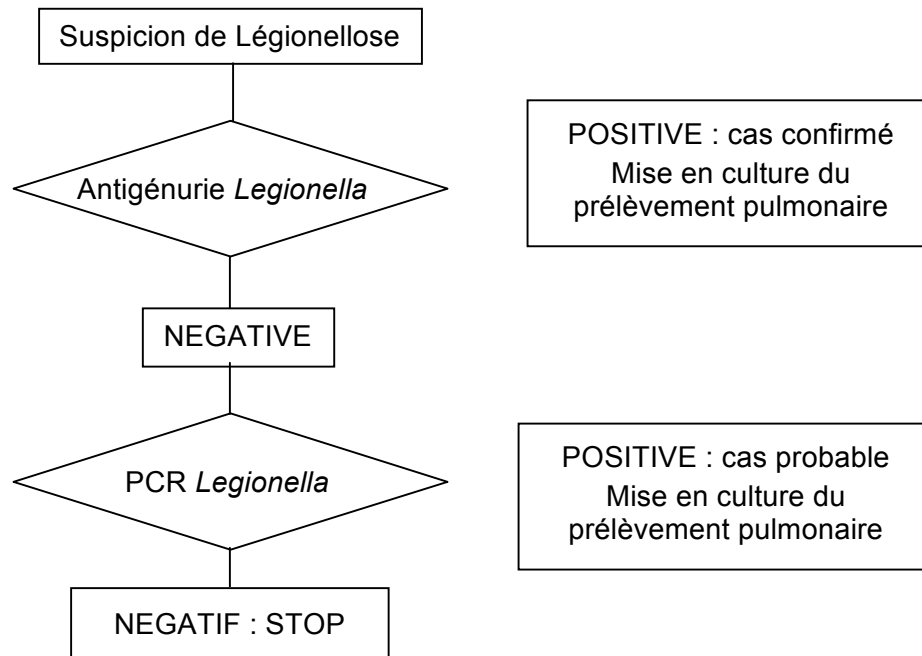 Suspicion de Légionellose
Antigénurie Legionella
POSITIVE : cas confirmé
Mise en culture du
prélèvement pulmonaire
NEGATIVE
PCR Legionella
POSITIVE : cas probable
Mise en culture du
prélèvement pulmonaire
NEGATIF : STOP